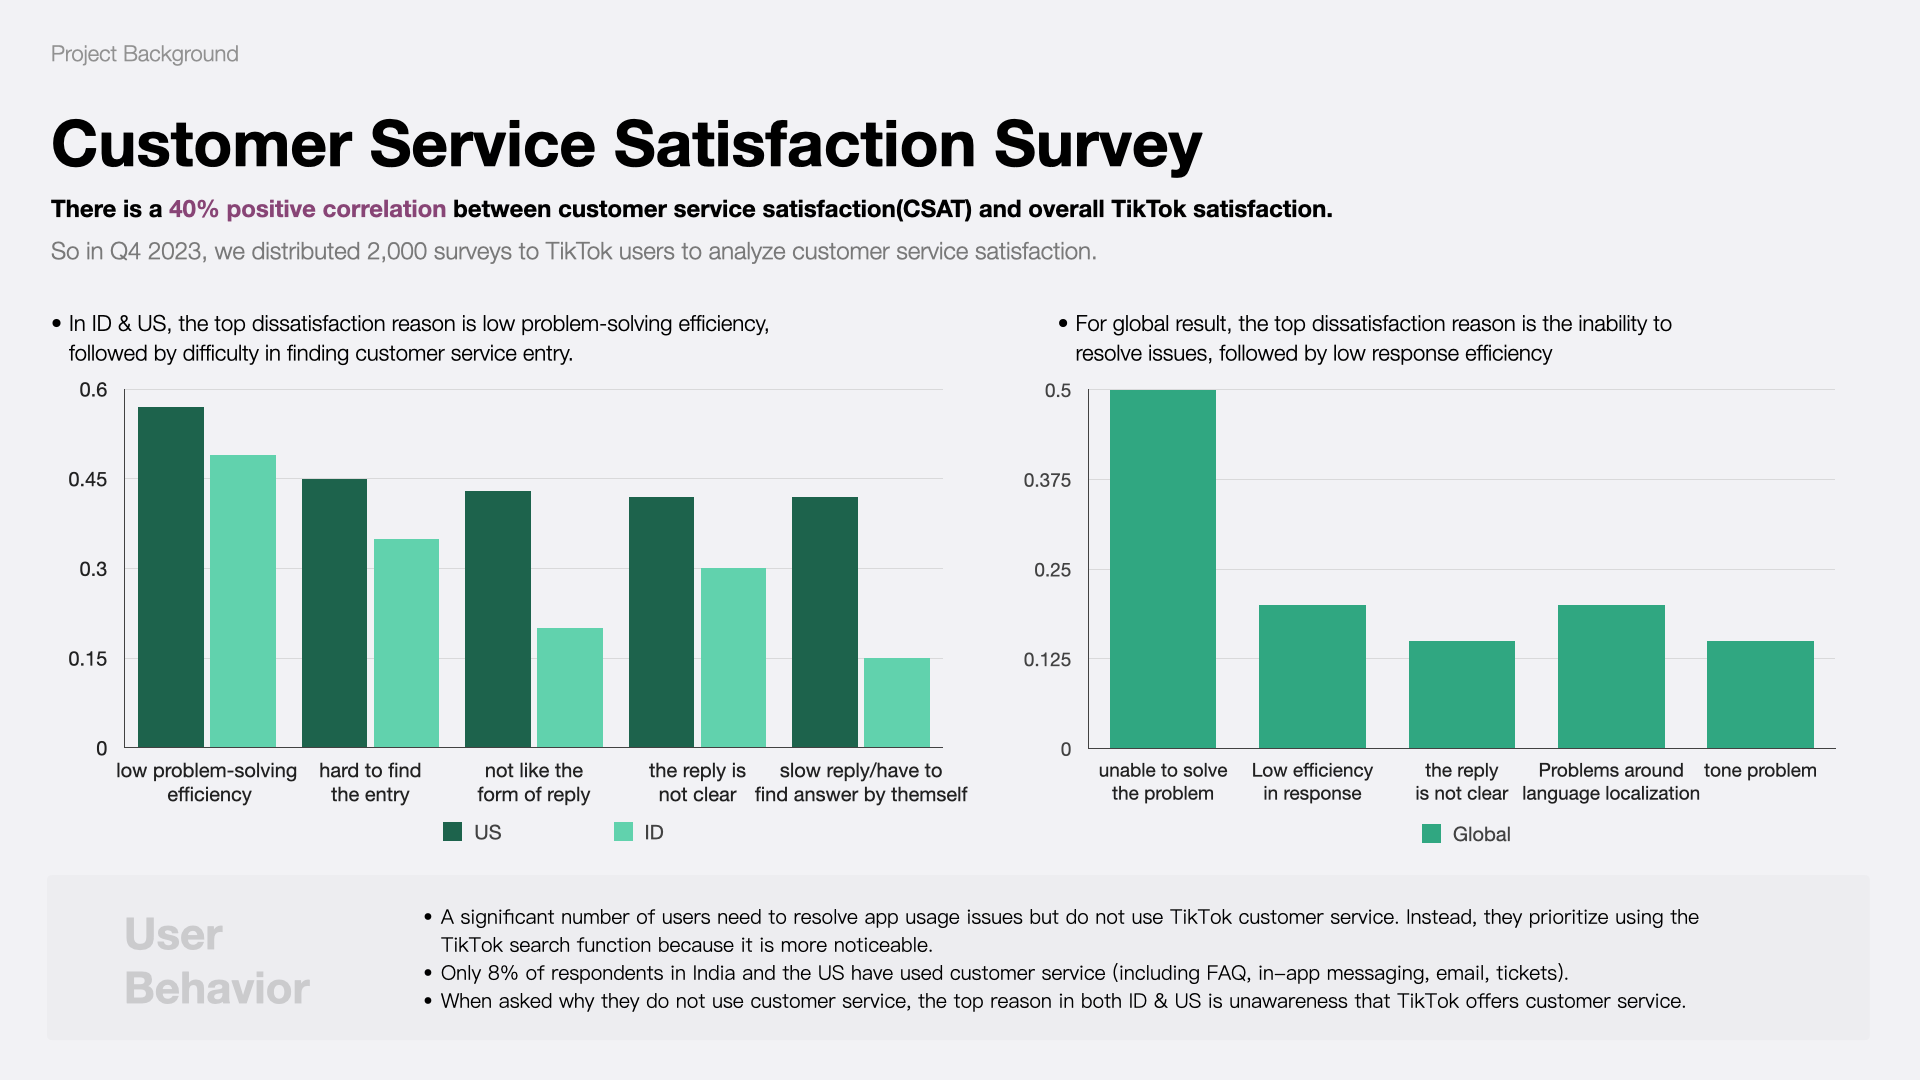 Project Background
Customer Service Satisfaction Survey
There is a 40% positive correlation between customer service satisfaction(CSAT) and overall TikTok satisfaction.
So in Q4 2023, we distributed 2,000 surveys to TikTok users to analyze customer service satisfaction.
• In ID & US, the top dissatisfaction reason is low problem-solving efficiency,
followed by difficulty in finding customer service entry.
0.6
0.45
0.3
0.15
0
low problem-solving
efficiency
hard to find
the entry
not like the
form of reply
the reply is
not clear
slow reply/have to
find answer by themself
US
ID
• For global result, the top dissatisfaction reason is the inability to
resolve issues, followed by low response efficiency
0.5
0.375
0.25
0.125
0
unable to solve
the problem
Low efficiency
in response
the reply
is not clear
Problems around
language localization
tone problem
Global
User
Behavior
• A significant number of users need to resolve app usage issues but do not use TikTok customer service. Instead, they prioritize using the
TikTok search function because it is more noticeable.
• Only 8% of respondents in India and the US have used customer service (including FAQ, in–app messaging, email, tickets).
• When asked why they do not use customer service, the top reason in both ID & US is unawareness that TikTok offers customer service.